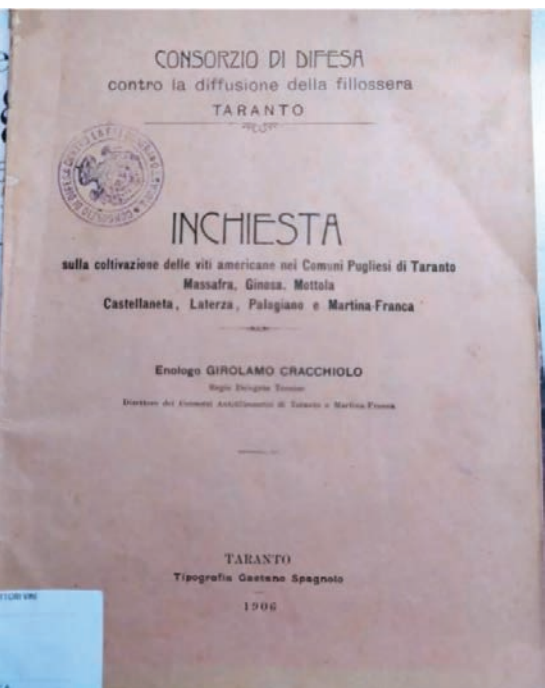 CONSORZIO DI DIFESA
contro la diffusione della fillossera
TARANTO
INCHIESTA
sulla coltivazione delle viti americane nei Comuni Pugliesi di Taranto
Massafra, Ginosa, Mottola
Castellaneta, Laterza, Palagiano e Martina-Franca
Enologo GIROLAMO CRACCHIOLO
Regio Delegato Tecnico
Direttore dei Consorzi Antifillosserici di Taranto e Martina-Franca
TARANTO
Tipografia Gaetano Spagnolo
1906